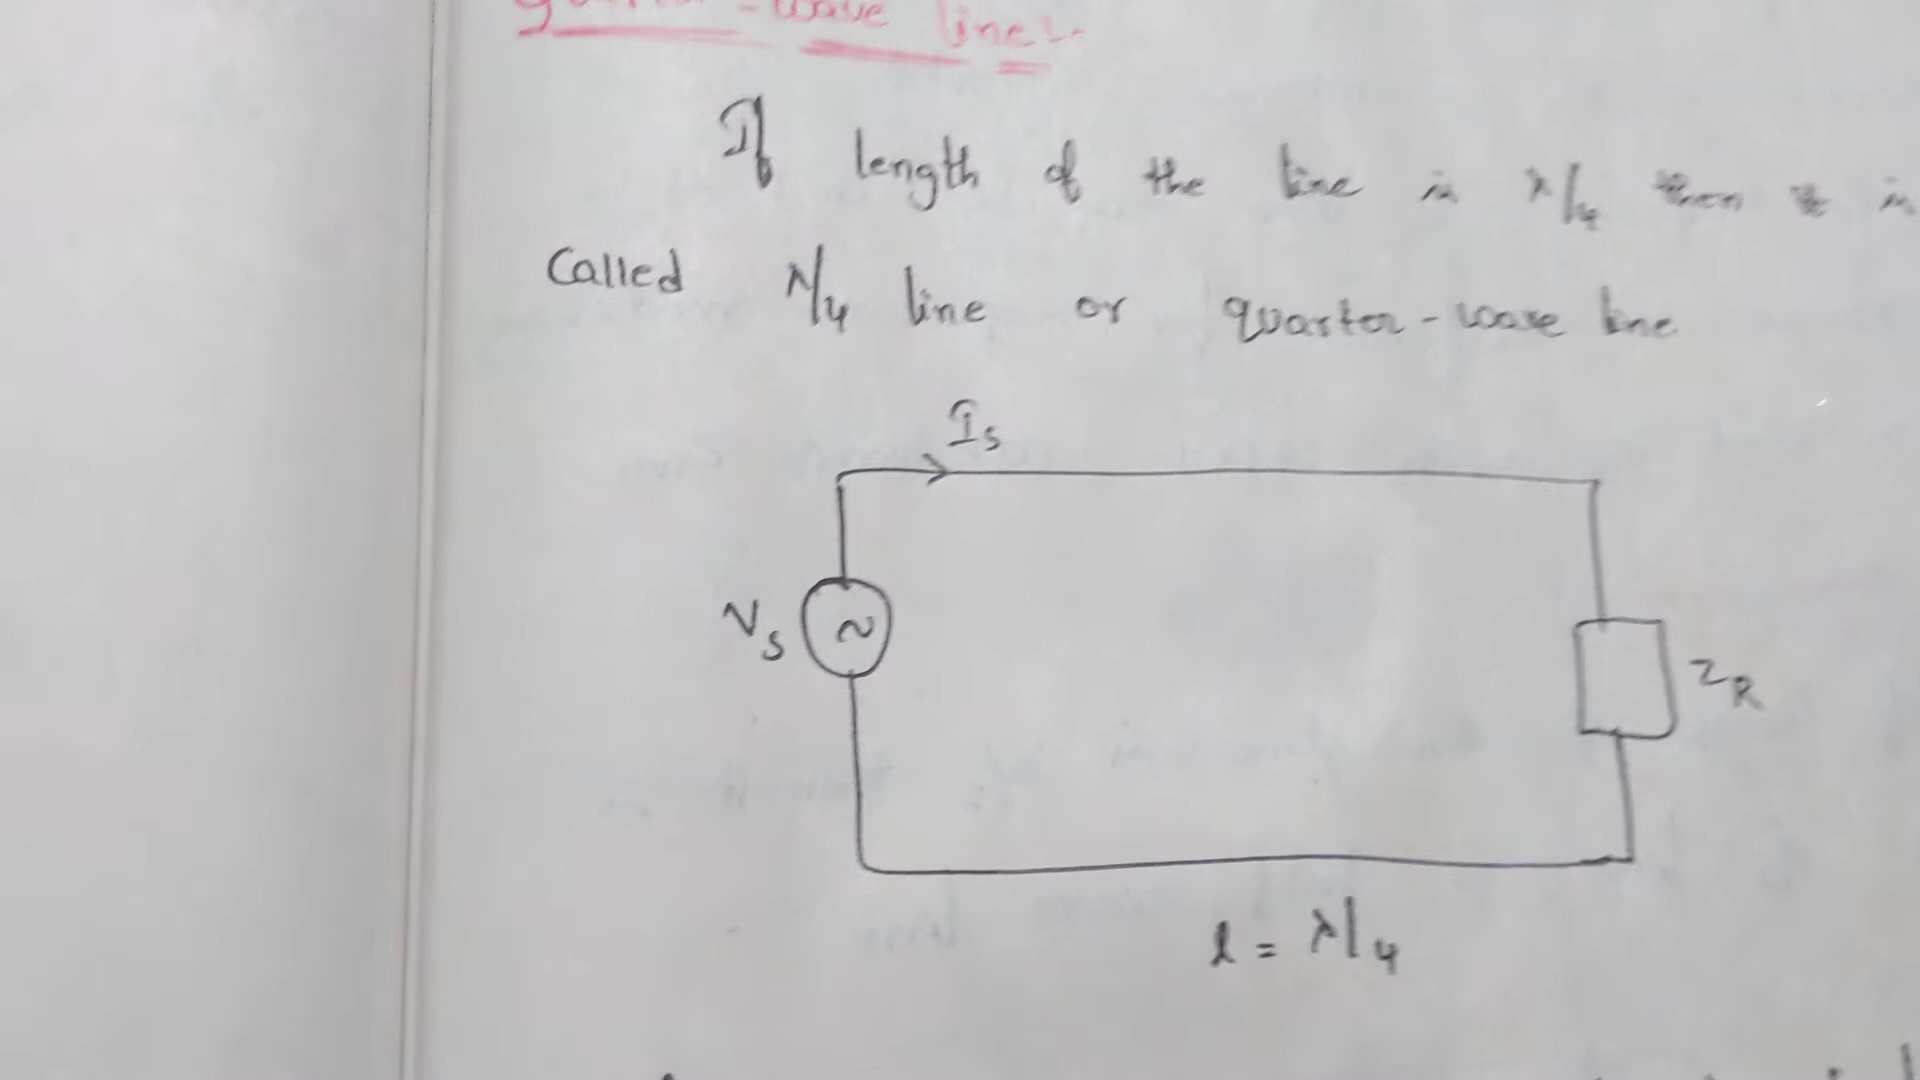 quarter-wave line:-
If length of the line is λ/4 then it is
Called λ/4 line or quarter-wave line
Is
Vs
~
ZR
l = λ/4